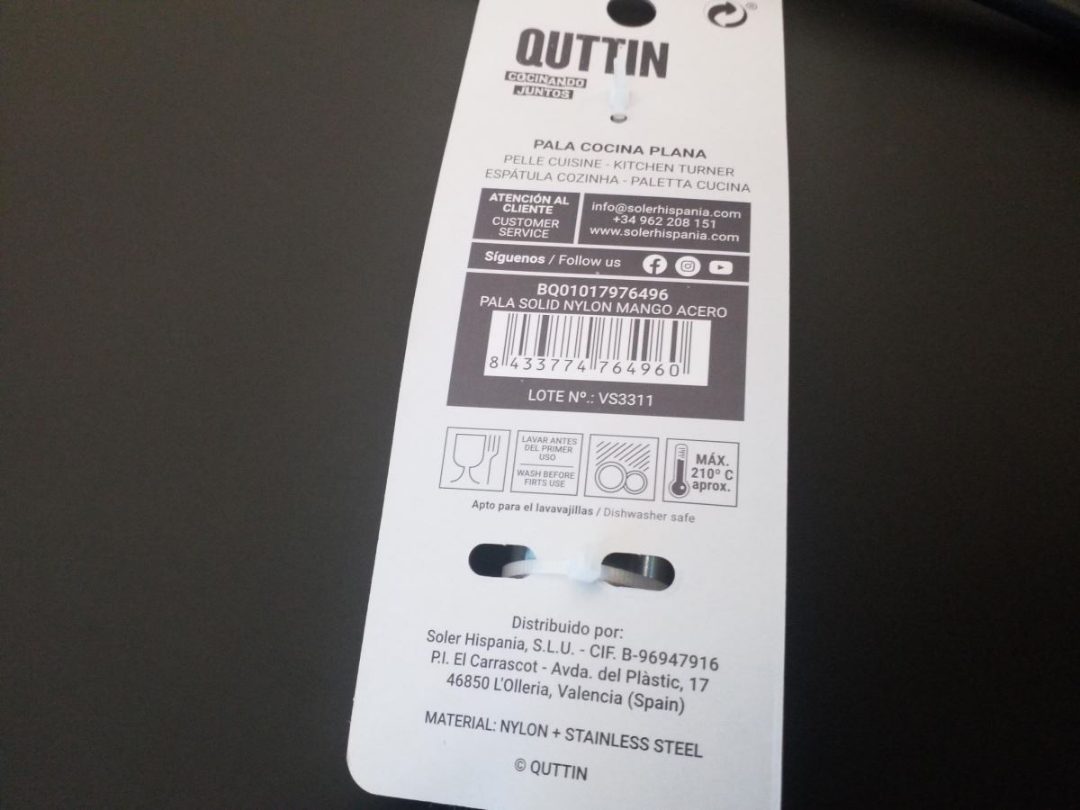 QUTTIN
COCINANDO
JUNTOS
PALA COCINA PLANA
PELLE CUISINE - KITCHEN TURNER
ESPÁTULA COZINHA - PALETTA CUCINA
ATENCIÓN AL
CLIENTE
CUSTOMER
SERVICE
info@solerhispania.com
+34 962 208 151
www.solerhispania.com
Síguenos / Follow us
BQ01017976496
PALA SOLID NYLON MANGO ACERO
8 433774 764960
LOTE Nº.: VS3311
LAVAR ANTES
DEL PRIMER
USO
WASH BEFORE
FIRTS USE
MÁX.
210º C
aprox.
Apto para el lavavajillas / Dishwasher safe
Distribuido por:
Soler Hispania, S.L.U. - CIF. B-96947916
P.I. El Carrascot - Avda. del Plàstic, 17
46850 L'Olleria, Valencia (Spain)
MATERIAL: NYLON + STAINLESS STEEL
© QUTTIN